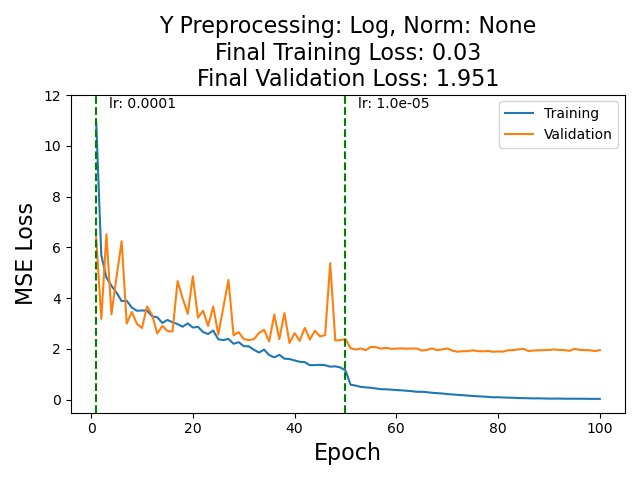 Y Preprocessing: Log, Norm: None
Final Training Loss: 0.03
Final Validation Loss: 1.951
lr: 0.0001
lr: 1.0e-05
Training
Validation
MSE Loss
12
10
8
6
4
2
0
0
20
40
60
80
100
Epoch